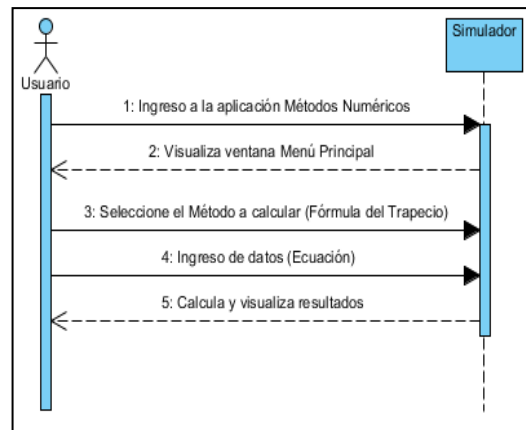 Simulador
Usuario
1: Ingreso a la aplicación Métodos Numéricos
2: Visualiza ventana Menú Principal
3: Seleccione el Método a calcular (Fórmula del Trapecio)
4: Ingreso de datos (Ecuación)
5: Calcula y visualiza resultados